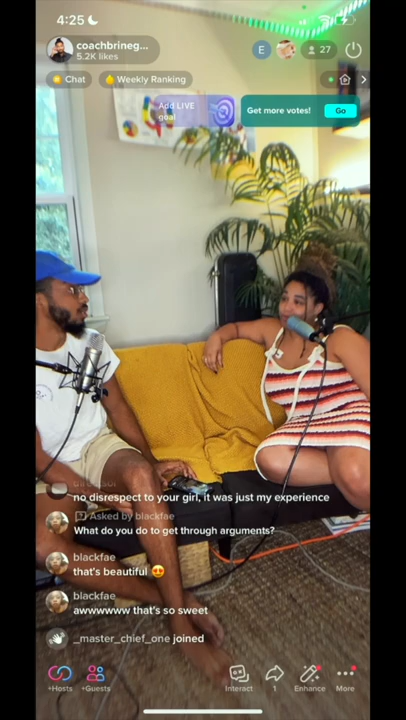 4:25
coachbrineg...
5.2K likes
E
27
Chat
Weekly Ranking
Add LIVE
goal
Get more votes!
Go
no disrespect to your girl, it was just my experience
Asked by blackfae
What do you do to get through arguments?
blackfae
that's beautiful 😍
blackfae
awwwwww that's so sweet
_master_chief_one joined
+Hosts
+Guests
Interact
1
Enhance
More